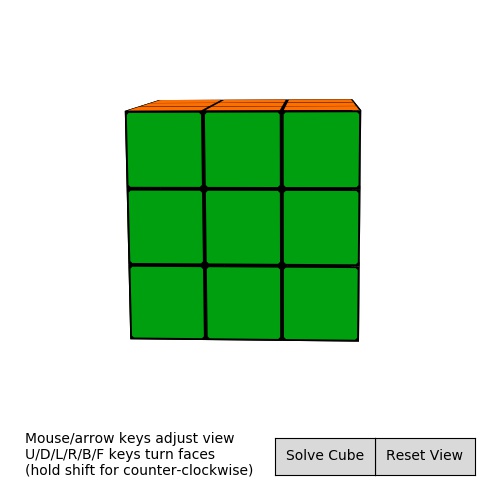 Mouse/arrow keys adjust view
U/D/L/R/B/F keys turn faces
(hold shift for counter-clockwise)
Solve Cube
Reset View